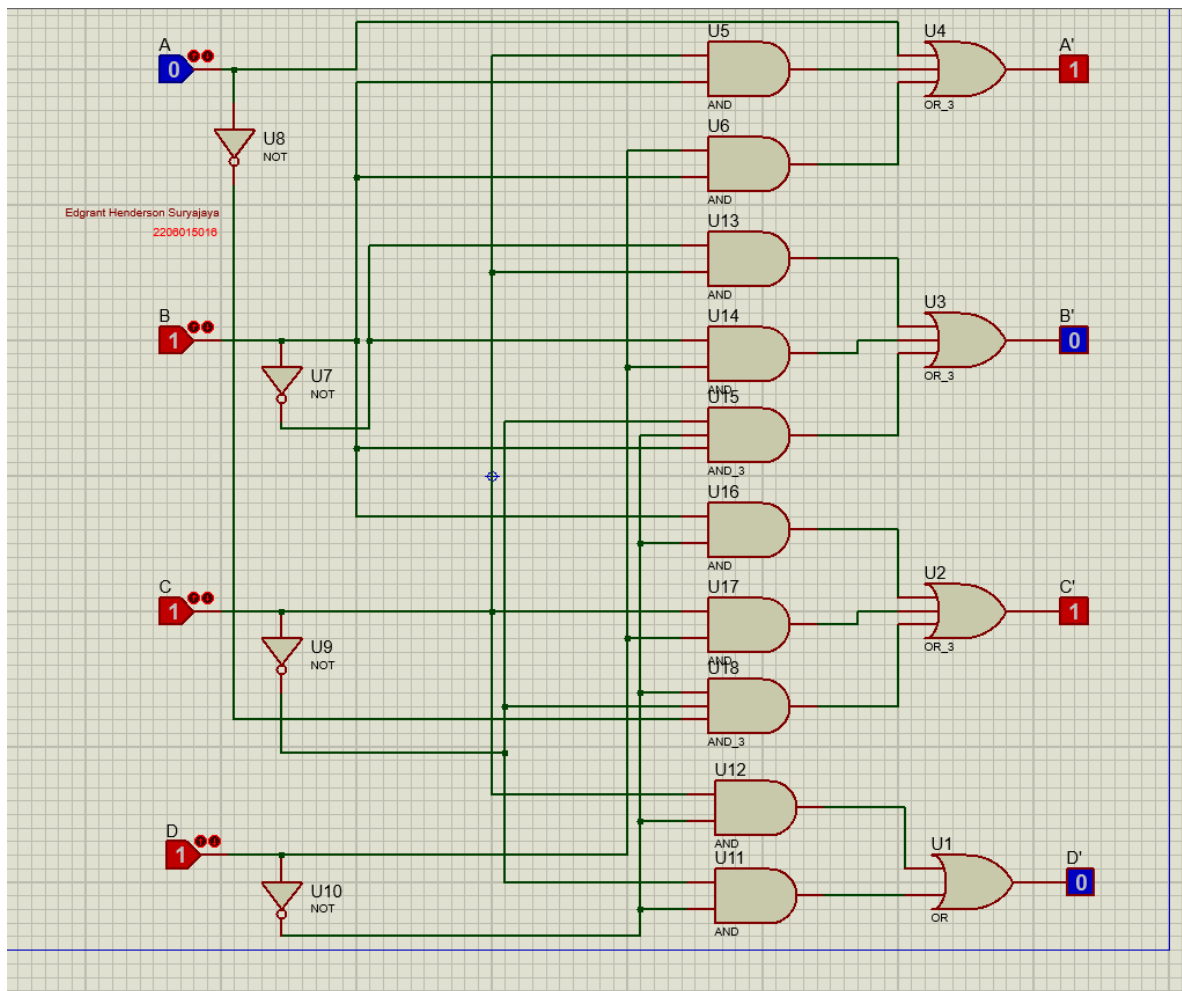 A
0
U8
NOT
Edgrant Henderson Suryajaya
2206015016
B
1
U7
NOT
C
1
U9
NOT
D
1
U10
NOT
U5
AND
U6
AND
U13
AND
U14
AND
U15
AND_3
U16
AND
U17
AND
U18
AND_3
U12
AND
U11
AND
U4
OR_3
U3
OR_3
U2
OR_3
U1
OR
A'
1
B'
0
C'
1
D'
0